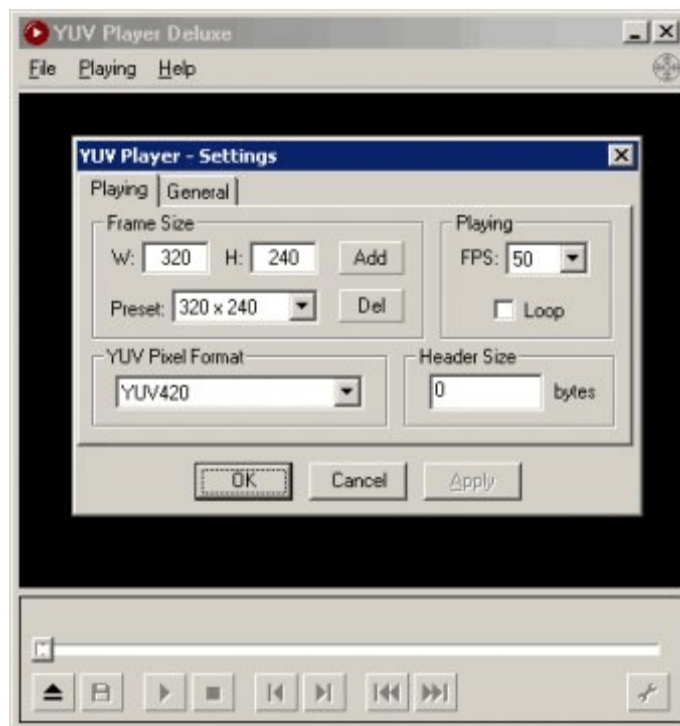 YUV Player Deluxe
File Playing Help
YUV Player - Settings
Playing General
Frame Size
W: 320 H: 240 Add
Preset: 320 x 240 Del
Playing
FPS: 50
Loop
YUV Pixel Format
YUV420
Header Size
0 bytes
OK Cancel Apply